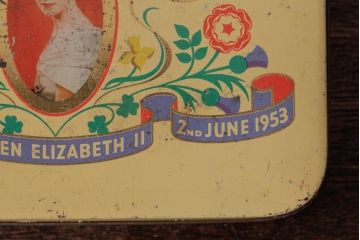 EN ELIZABETH II
2ND JUNE 1953